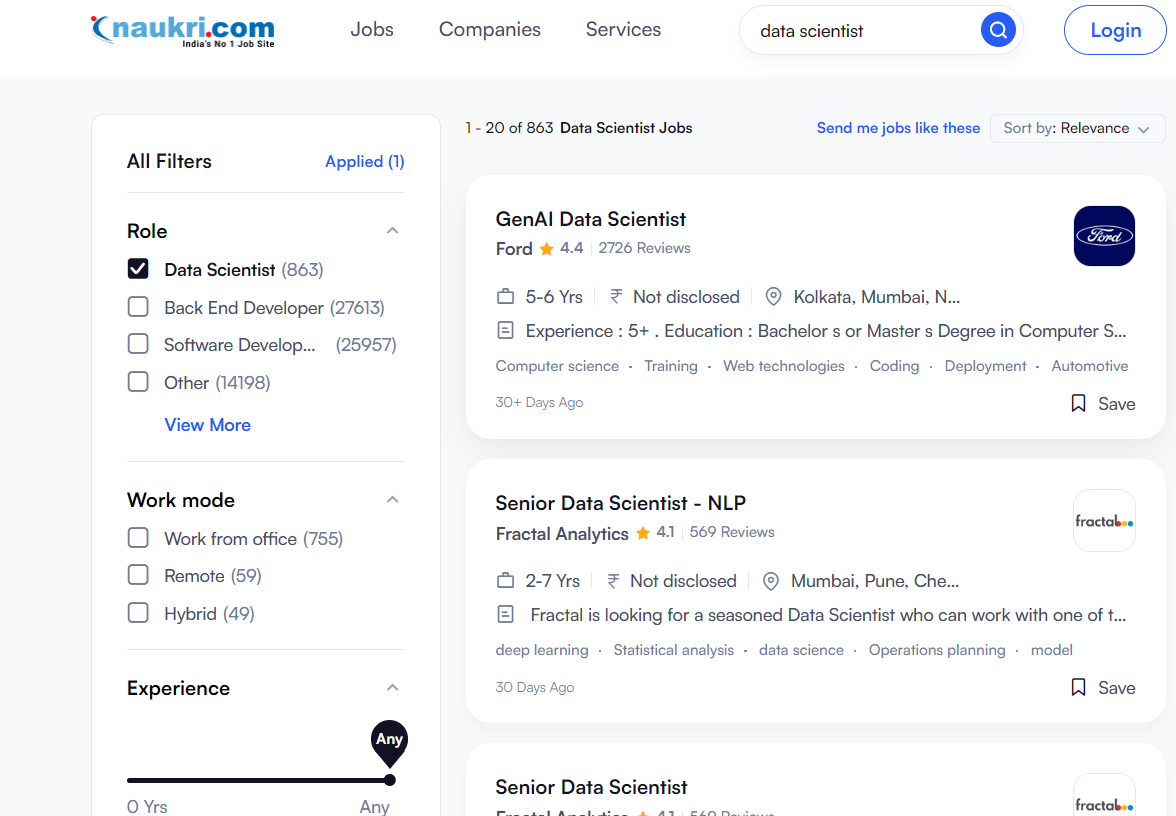 naukri.com
India's No 1 Job Site
Jobs
Companies
Services
data scientist
Login
All Filters
Applied (1)
Role
Data Scientist (863)
Back End Developer (27613)
Software Develop... (25957)
Other (14198)
View More
Work mode
Work from office (755)
Remote (59)
Hybrid (49)
Experience
Any
0 Yrs
Any
1 - 20 of 863 Data Scientist Jobs
Send me jobs like these
Sort by: Relevance
GenAI Data Scientist
Ford 4.4 2726 Reviews
Ford
5-6 Yrs ₹ Not disclosed Kolkata, Mumbai, N...
Experience : 5+ . Education : Bachelor s or Master s Degree in Computer S...
Computer science · Training · Web technologies · Coding · Deployment · Automotive
30+ Days Ago
Save
Senior Data Scientist - NLP
Fractal Analytics 4.1 569 Reviews
fractal
2-7 Yrs ₹ Not disclosed Mumbai, Pune, Che...
Fractal is looking for a seasoned Data Scientist who can work with one of t...
deep learning · Statistical analysis · data science · Operations planning · model
30 Days Ago
Save
Senior Data Scientist
Fractal Analytics 4.1 569 Reviews
fractal